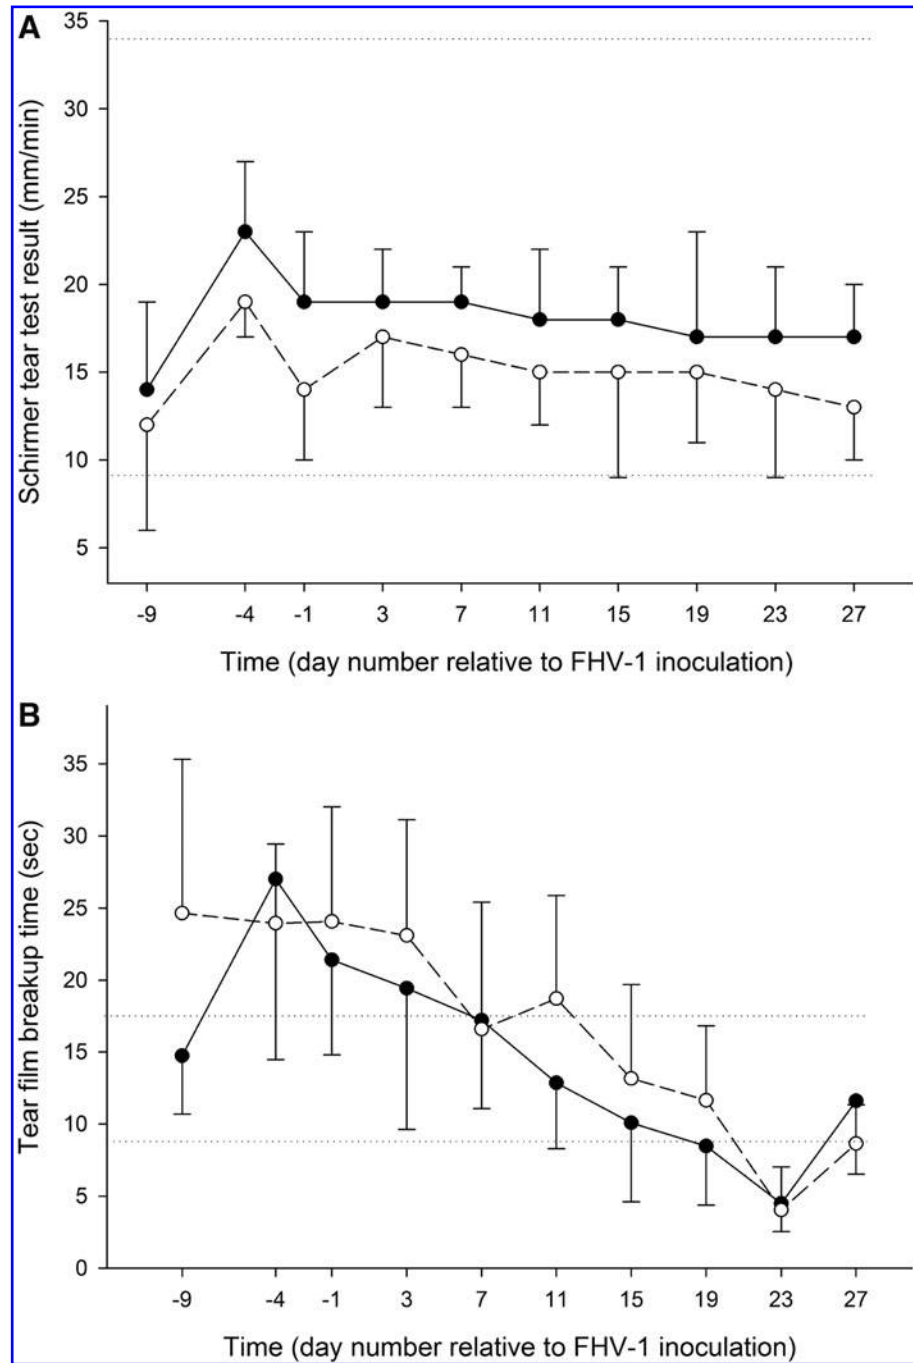 A
Schirmer tear test result (mm/min)
35
30
25
20
15
10
5
-9 -4 -1 3 7 11 15 19 23 27
Time (day number relative to FHV-1 inoculation)
B
Tear film breakup time (sec)
35
30
25
20
15
10
5
0
-9 -4 -1 3 7 11 15 19 23 27
Time (day number relative to FHV-1 inoculation)